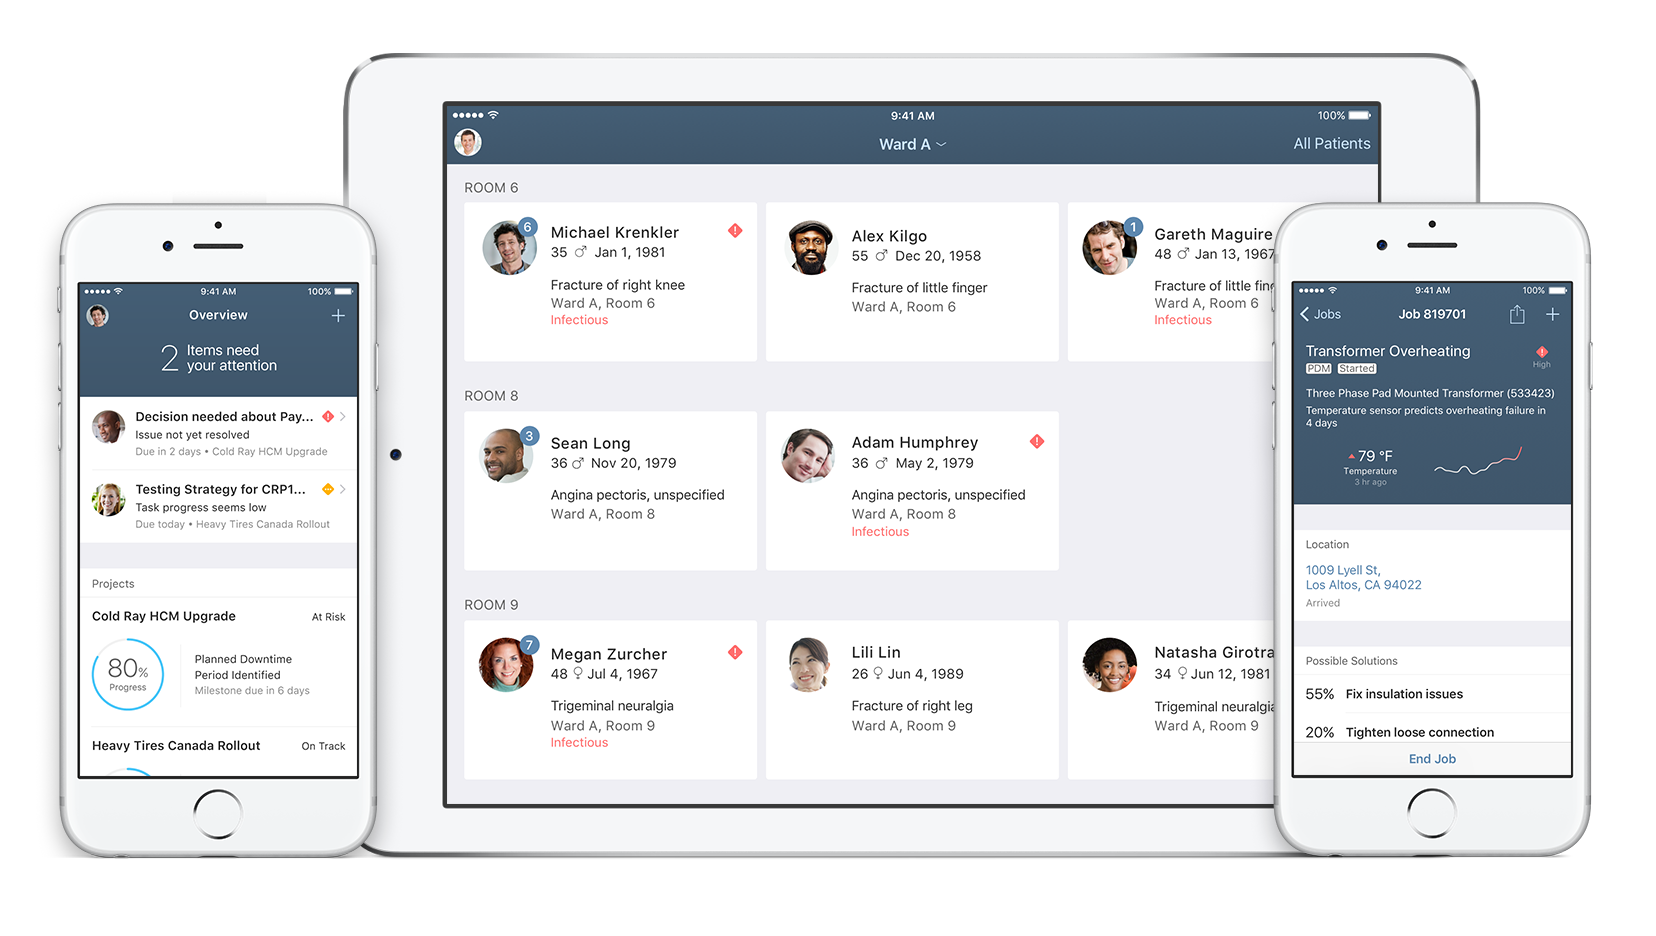 9:41 AM
100%
Overview
2 Items need
your attention
Decision needed about Pay...
Issue not yet resolved
Due in 2 days • Cold Ray HCM Upgrade
Testing Strategy for CRP1...
Task progress seems low
Due today • Heavy Tires Canada Rollout
Projects
Cold Ray HCM Upgrade
At Risk
80%
Progress
Planned Downtime
Period Identified
Milestone due in 6 days
Heavy Tires Canada Rollout
On Track
9:41 AM
100%
Ward A
All Patients
ROOM 6
6
Michael Krenkler
35 ♂ Jan 1, 1981
Fracture of right knee
Ward A, Room 6
Infectious
Alex Kilgo
55 ♂ Dec 20, 1958
Fracture of little finger
Ward A, Room 6
1
Gareth Maguire
48 ♂ Jan 13, 1967
Fracture of little fin
Ward A, Room 6
Infectious
ROOM 8
3
Sean Long
36 ♂ Nov 20, 1979
Angina pectoris, unspecified
Ward A, Room 8
Adam Humphrey
36 ♂ May 2, 1979
Angina pectoris, unspecified
Ward A, Room 8
Infectious
ROOM 9
7
Megan Zurcher
48 ♀ Jul 4, 1967
Trigeminal neuralgia
Ward A, Room 9
Infectious
Lili Lin
26 ♀ Jun 4, 1989
Fracture of right leg
Ward A, Room 9
Natasha Girotra
34 ♀ Jun 12, 1981
Trigeminal neuralgia
Ward A, Room 9
9:41 AM
100%
Jobs
Job 819701
Transformer Overheating
High
PDM Started
Three Phase Pad Mounted Transformer (533423)
Temperature sensor predicts overheating failure in
4 days
79 °F
Temperature
3 hr ago
Location
1009 Lyell St,
Los Altos, CA 94022
Arrived
Possible Solutions
55% Fix insulation issues
20% Tighten loose connection
End Job